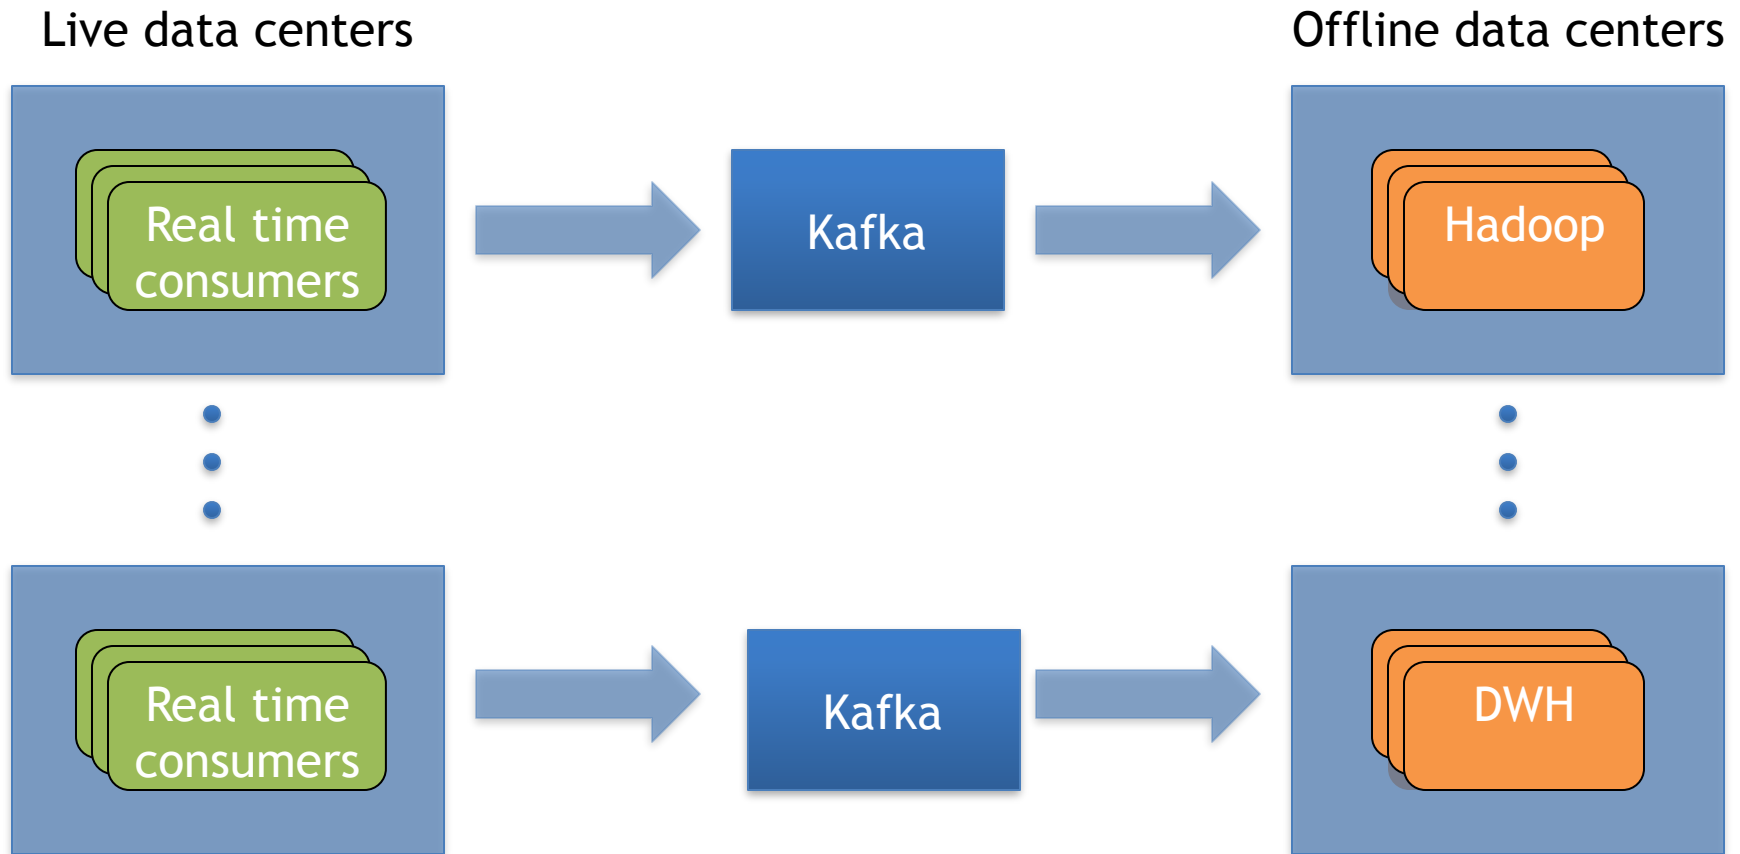 Live data centers
Offline data centers
Real time
consumers
Kafka
Hadoop
Real time
consumers
Kafka
DWH